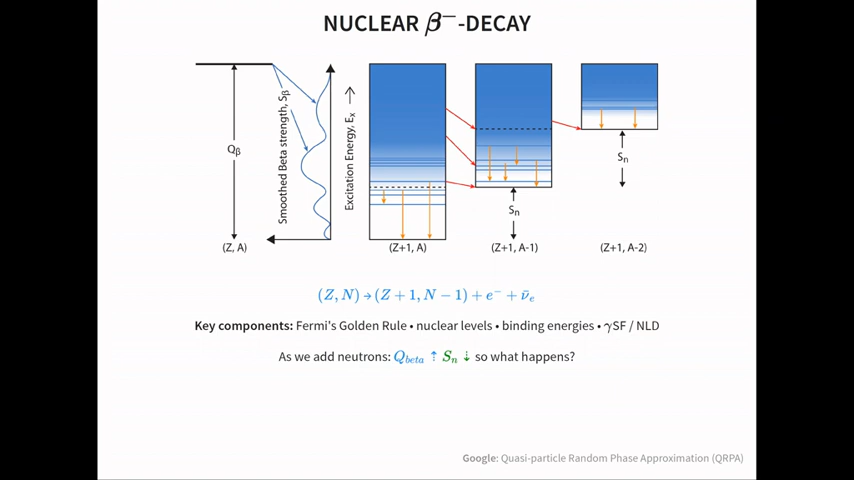 NUCLEAR β⁻-DECAY
Qβ
Smoothed Beta strength, Sβ
Excitation Energy, Eₓ
Sₙ
Sₙ
(Z, A)
(Z+1, A)
(Z+1, A-1)
(Z+1, A-2)
(Z, N) → (Z + 1, N − 1) + e⁻ + ν̄ₑ
Key components: Fermi's Golden Rule • nuclear levels • binding energies • γSF / NLD
As we add neutrons: Q_beta ⇡ Sₙ ⇣ so what happens?
Google: Quasi-particle Random Phase Approximation (QRPA)